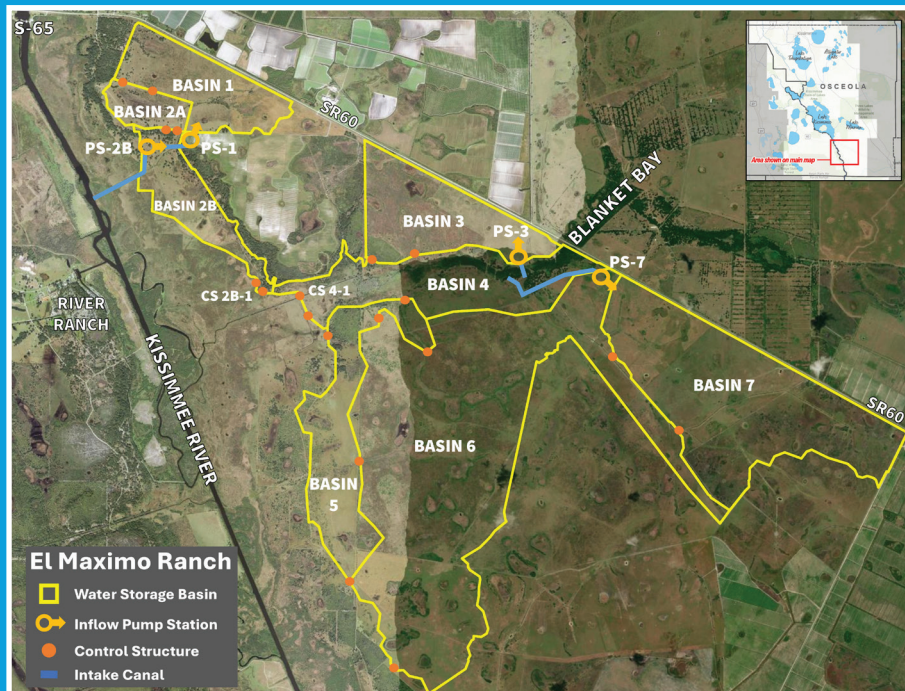 S-65
BASIN 1
BASIN 2A
SR60
PS-2B
PS-1
BASIN 2B
BASIN 3
PS-3
BLANKET BAY
PS-7
BASIN 4
CS 2B-1
CS 4-1
RIVER
RANCH
KISSIMMEE RIVER
BASIN 7
SR60
BASIN 6
BASIN
5
OSCEOLA
Area shown on main map
El Maximo Ranch
Water Storage Basin
Inflow Pump Station
Control Structure
Intake Canal